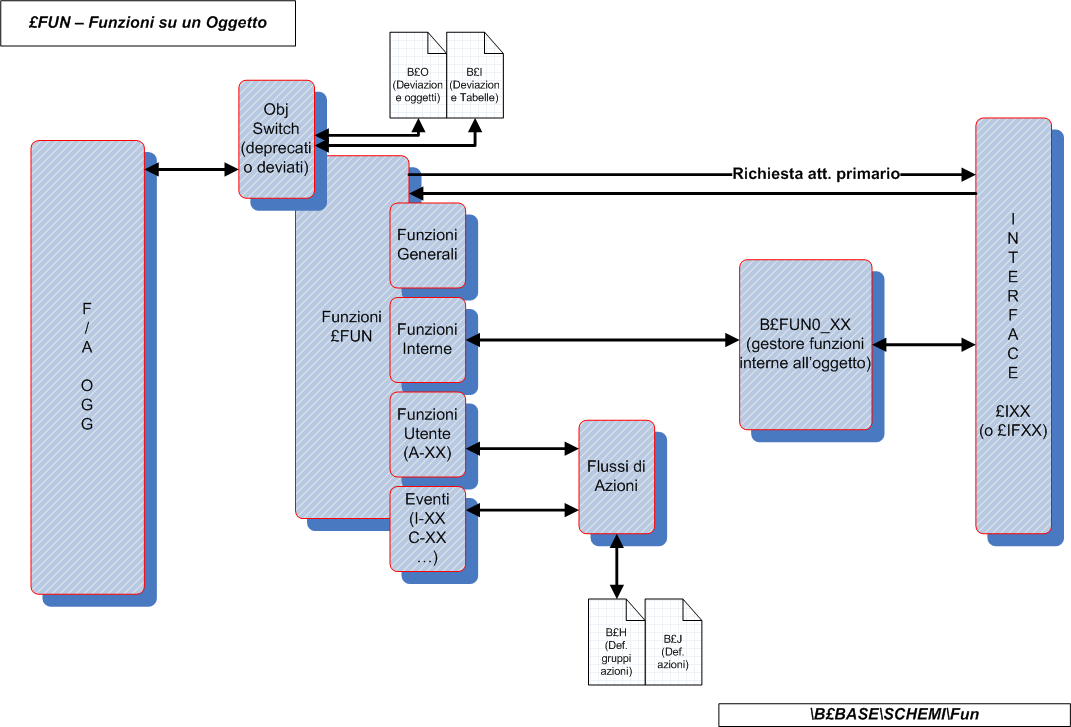 £FUN – Funzioni su un Oggetto
B£O
(Deviazion
e oggetti)
B£I
(Deviazion
e Tabelle)
Obj
Switch
(deprecati
o deviati)
Richiesta att. primario
F
/
A
O
G
G
Funzioni
£FUN
Funzioni
Generali
Funzioni
Interne
Funzioni
Utente
(A-XX)
Eventi
(I-XX
C-XX
…)
Flussi di
Azioni
B£FUN0_XX
(gestore funzioni
interne all’oggetto)
I
N
T
E
R
F
A
C
E
£IXX
(o £IFXX)
B£H
(Def.
gruppi
azioni)
B£J
(Def.
azioni)
\B£BASE\SCHEMI\Fun